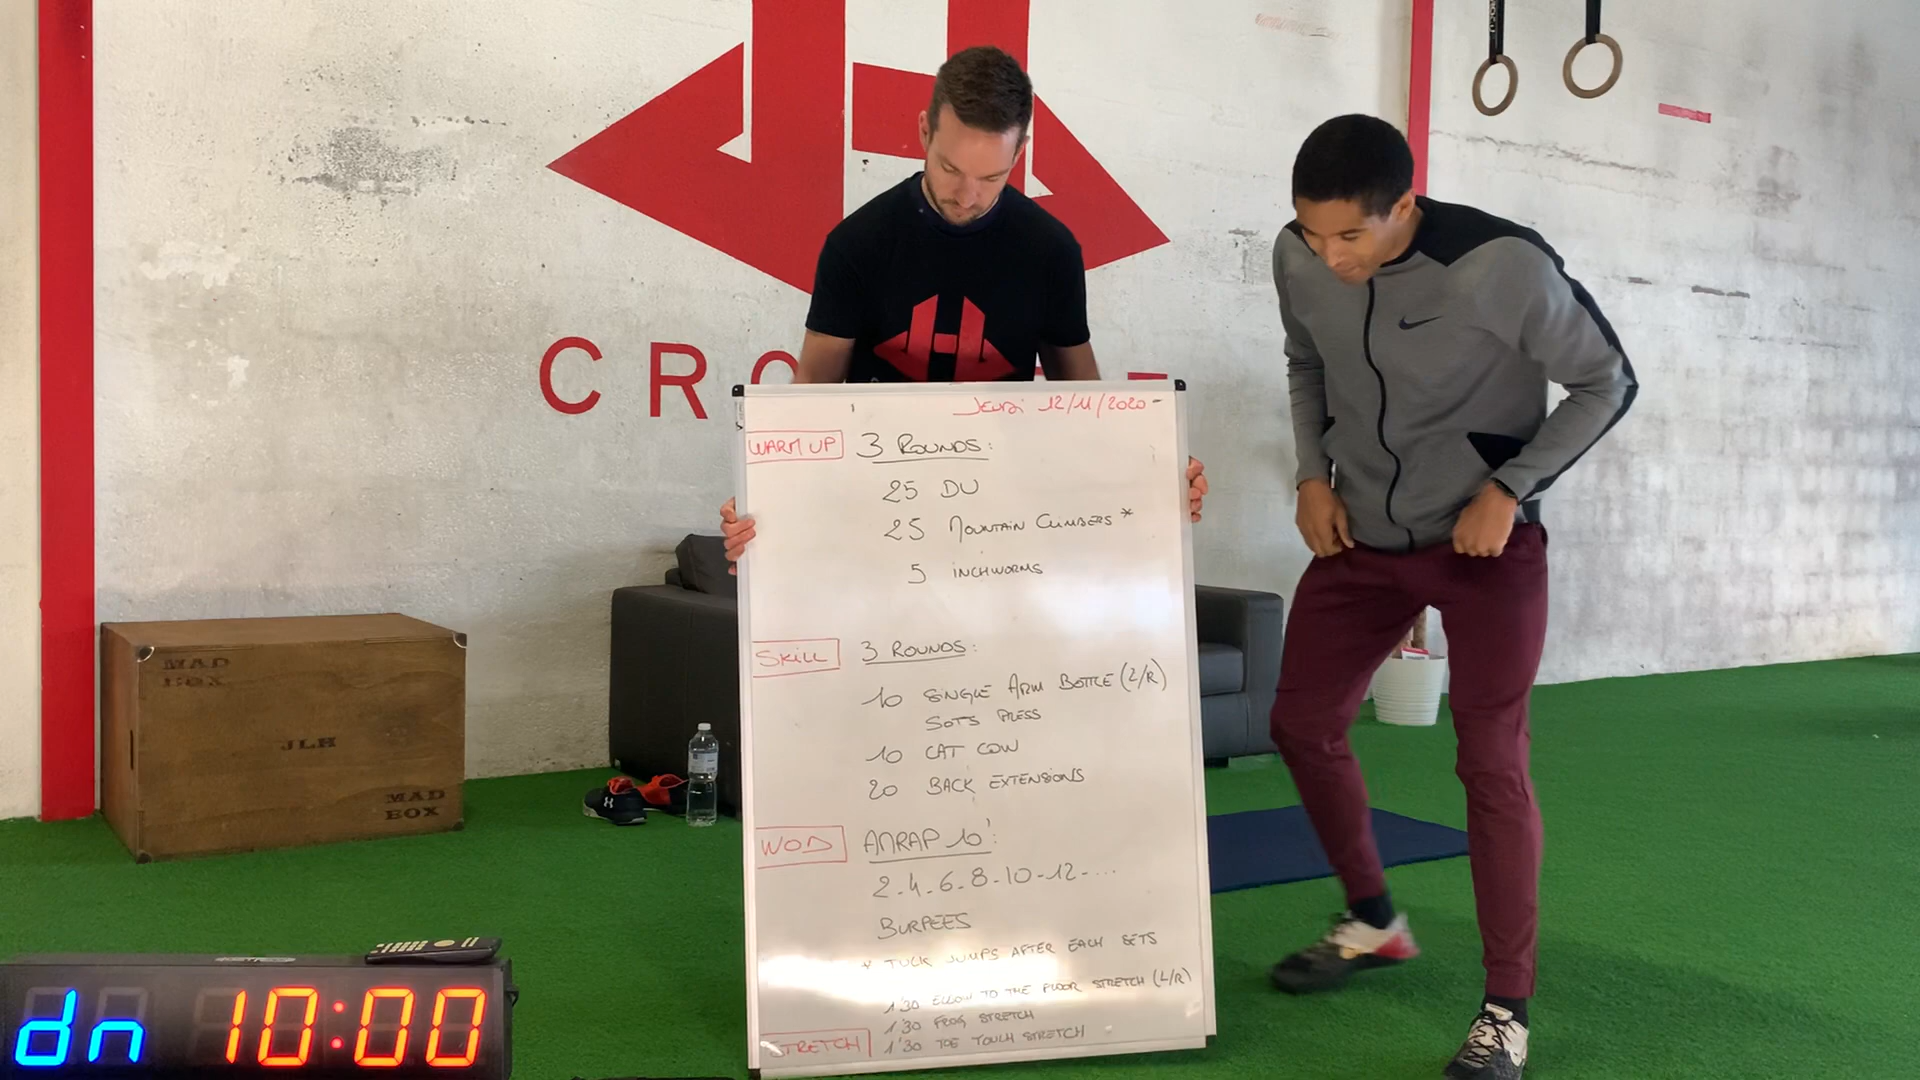 CRO
Jeudi 12/11/2020
WARM UP
3 ROUNDS:
25 DU
25 MOUNTAIN CLIMBERS *
5 INCHWORMS
SKILL
3 ROUNDS:
10 SINGLE ARM BOTTLE (L/R)
SOTS PRESS
10 CAT COW
20 BACK EXTENSIONS
WOD
AMRAP 10':
2-4-6-8-10-12-...
BURPEES
* TUCK JUMPS AFTER EACH SETS
STRETCH
1'30 ELBOW TO THE FLOOR STRETCH (L/R)
1'30 FROG STRETCH
1'30 TOE TOUCH STRETCH
MAD
BOX
JLH
MAD
BOX
dn 10:00